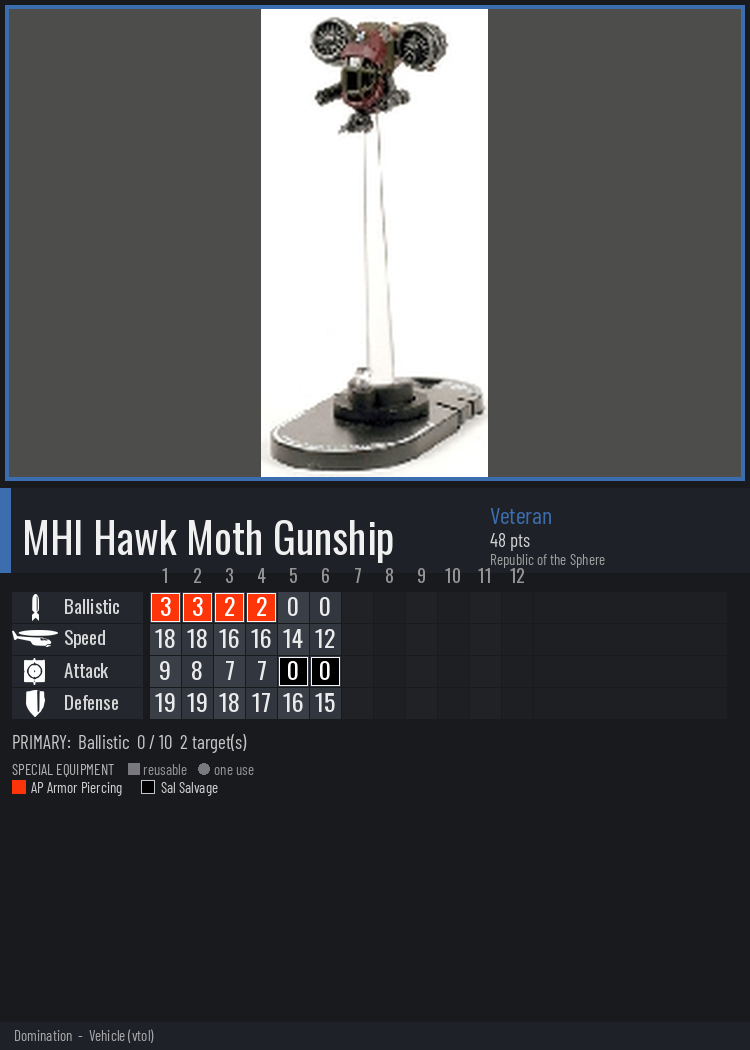 MHI Hawk Moth Gunship
Veteran
48 pts
Republic of the Sphere
1 2 3 4 5 6 7 8 9 10 11 12
Ballistic 3 3 2 2 0 0
Speed 18 18 16 16 14 12
Attack 9 8 7 7 0 0
Defense 19 19 18 17 16 15
PRIMARY: Ballistic 0 / 10 2 target(s)
SPECIAL EQUIPMENT reusable one use
AP Armor Piercing Sal Salvage
Domination - Vehicle (vtol)